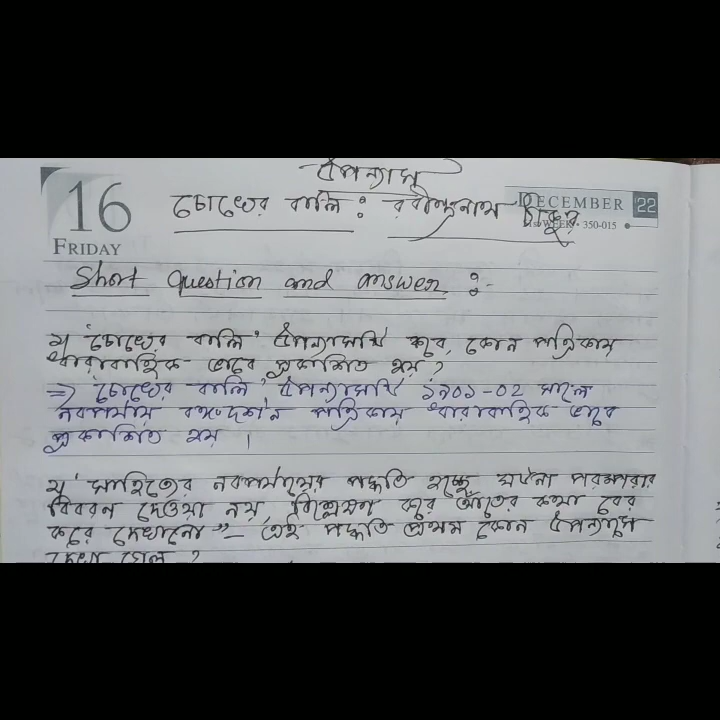 উপন্যাস
16
FRIDAY
চোখের বালি : রবীন্দ্রনাথ ঠাকুর
DECEMBER 22
WEEK • 350-015
Short Question and answer :-
১/ 'চোখের বালি' উপন্যাসটি কবে, কোন পত্রিকায়
ধারাবাহিক ভাবে প্রকাশিত হয় ?
=> 'চোখের বালি' উপন্যাসটি ১৯০১-০২ সালে
নবপর্যায় বঙ্গদর্শন পত্রিকায় ধারাবাহিক ভাবে
প্রকাশিত হয় ।
২/ "সাহিত্যের নবপর্যায়ের পদ্ধতি হচ্ছে ঘটনা পরম্পরার
বিবরণ দেওয়া নয়, বিশ্লেষণ করে আঁতের কথা বের
করে দেখানো" – এই পদ্ধতি প্রথম কোন উপন্যাসে
দেখা গেল ?